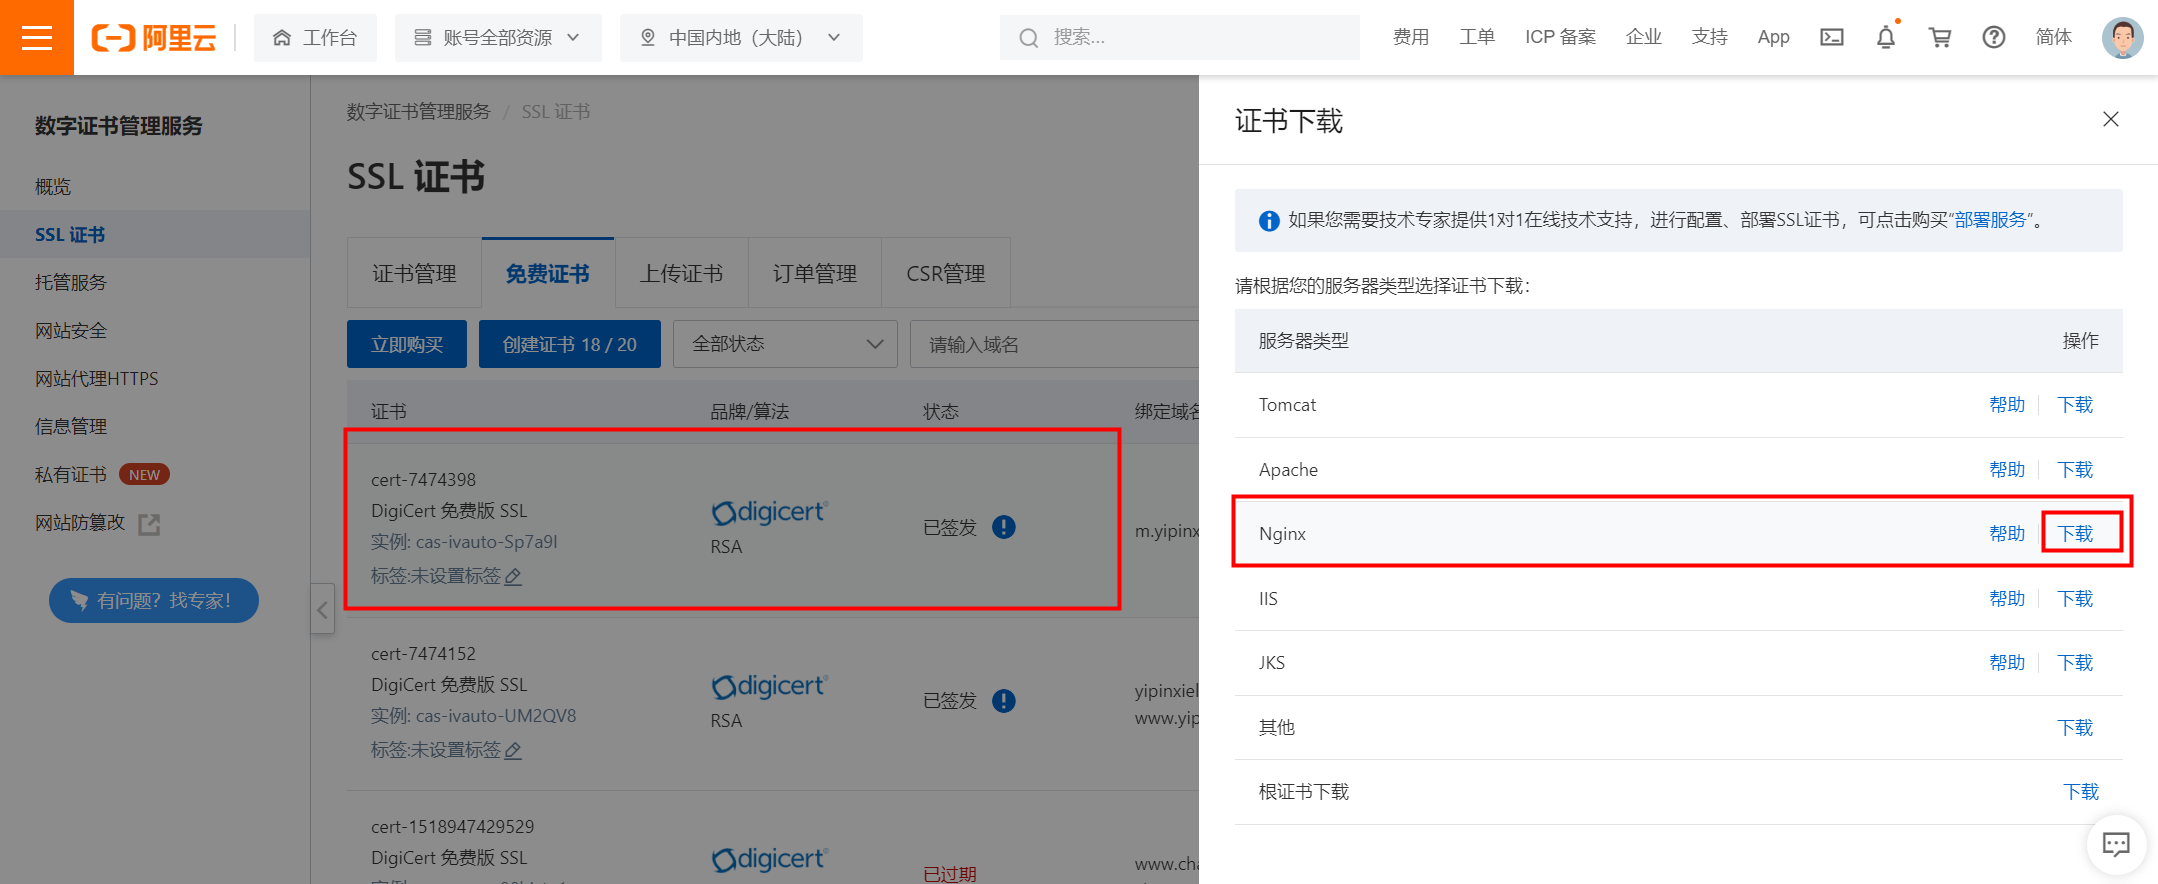 阿里云
工作台
账号全部资源
中国内地（大陆）
搜索...
费用
工单
ICP 备案
企业
支持
App
简体
数字证书管理服务
概览
SSL 证书
托管服务
网站安全
网站代理HTTPS
信息管理
私有证书 NEW
网站防篡改
有问题？找专家！
数字证书管理服务 / SSL 证书
SSL 证书
证书管理
免费证书
上传证书
订单管理
CSR管理
立即购买
创建证书 18 / 20
全部状态
请输入域名
证书
品牌/算法
状态
绑定域名
cert-7474398
DigiCert 免费版 SSL
实例: cas-ivauto-Sp7a9I
标签:未设置标签
digicert
RSA
已签发
m.yipinx
cert-7474152
DigiCert 免费版 SSL
实例: cas-ivauto-UM2QV8
标签:未设置标签
digicert
RSA
已签发
yipinxiel
www.yip
cert-1518947429529
DigiCert 免费版 SSL
digicert
已过期
www.cha
证书下载
如果您需要技术专家提供1对1在线技术支持，进行配置、部署SSL证书，可点击购买“部署服务”。
请根据您的服务器类型选择证书下载：
服务器类型 操作
Tomcat 帮助 下载
Apache 帮助 下载
Nginx 帮助 下载
IIS 帮助 下载
JKS 帮助 下载
其他 下载
根证书下载 下载